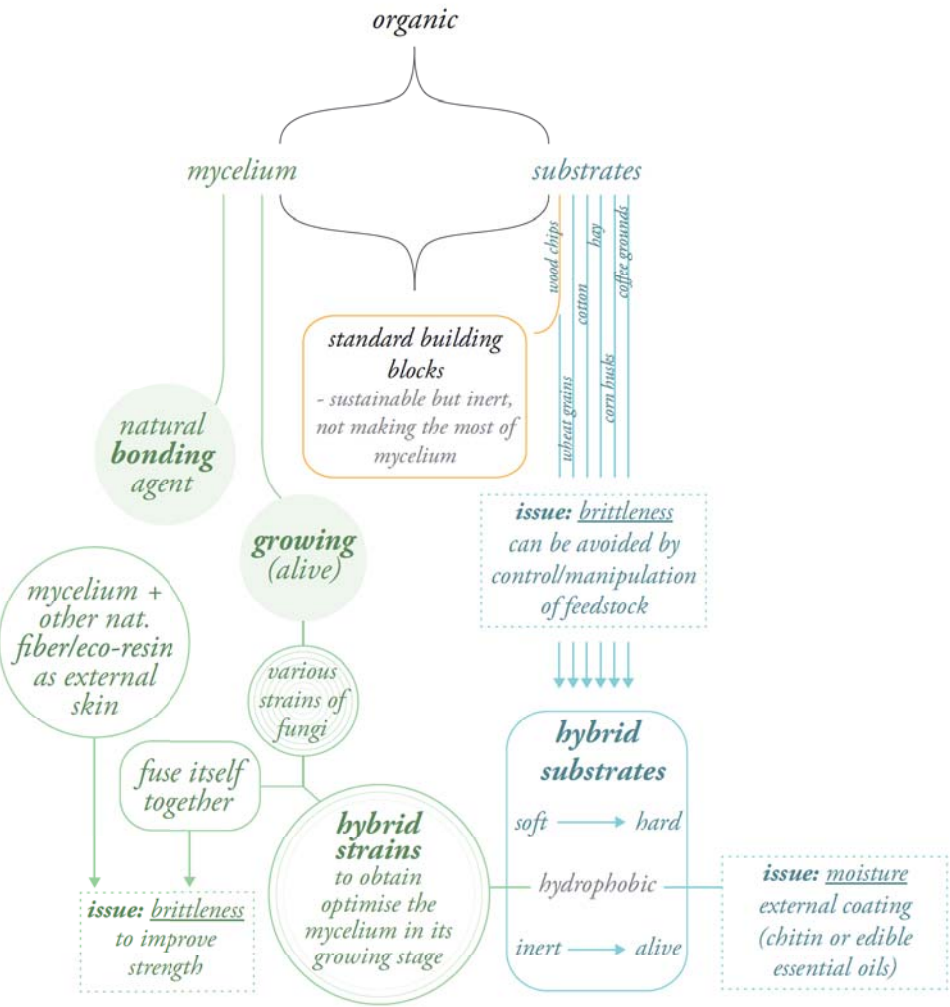 organic
mycelium
substrates
wood chips
wheat grains
cotton
hay
corn husks
coffee grounds
standard building
blocks
- sustainable but inert,
not making the most of
mycelium
natural
bonding
agent
growing
(alive)
issue: brittleness
can be avoided by
control/manipulation
of feedstock
mycelium +
other nat.
fiber/eco-resin
as external
skin
various
strains of
fungi
fuse itself
together
hybrid
strains
to obtain
optimise the
mycelium in its
growing stage
hybrid
substrates
soft
hard
hydrophobic
inert
alive
issue: brittleness
to improve
strength
issue: moisture
external coating
(chitin or edible
essential oils)